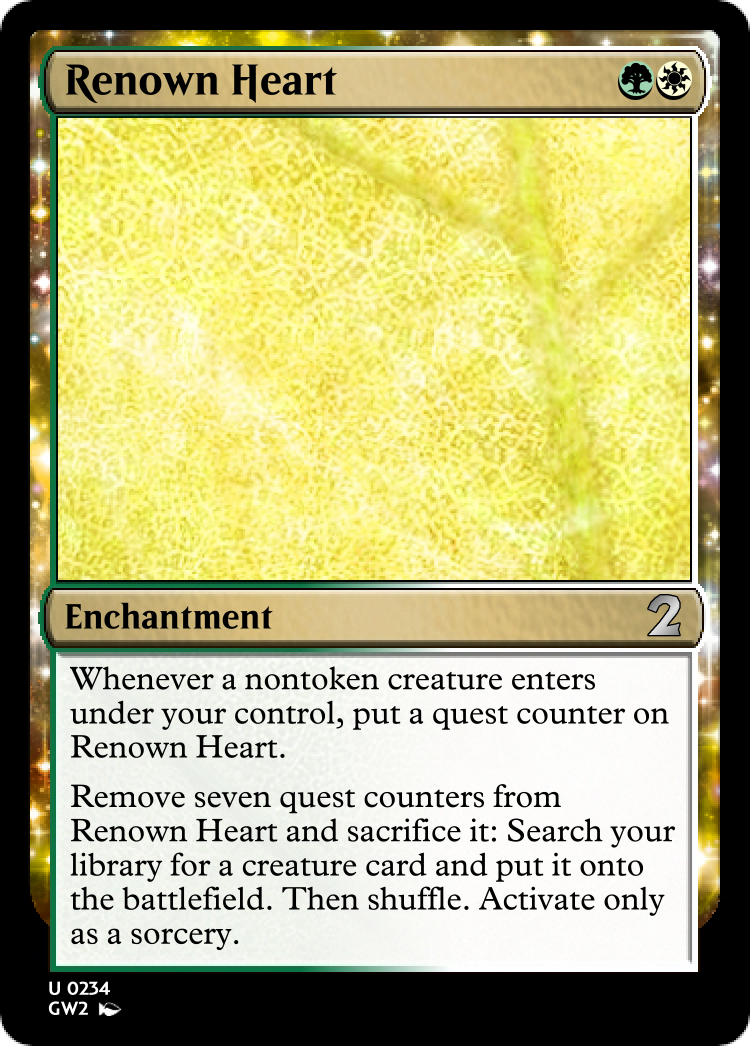 Renown Heart
Enchantment
2
Whenever a nontoken creature enters
under your control, put a quest counter on
Renown Heart.
Remove seven quest counters from
Renown Heart and sacrifice it: Search your
library for a creature card and put it onto
the battlefield. Then shuffle. Activate only
as a sorcery.
U 0234
GW2